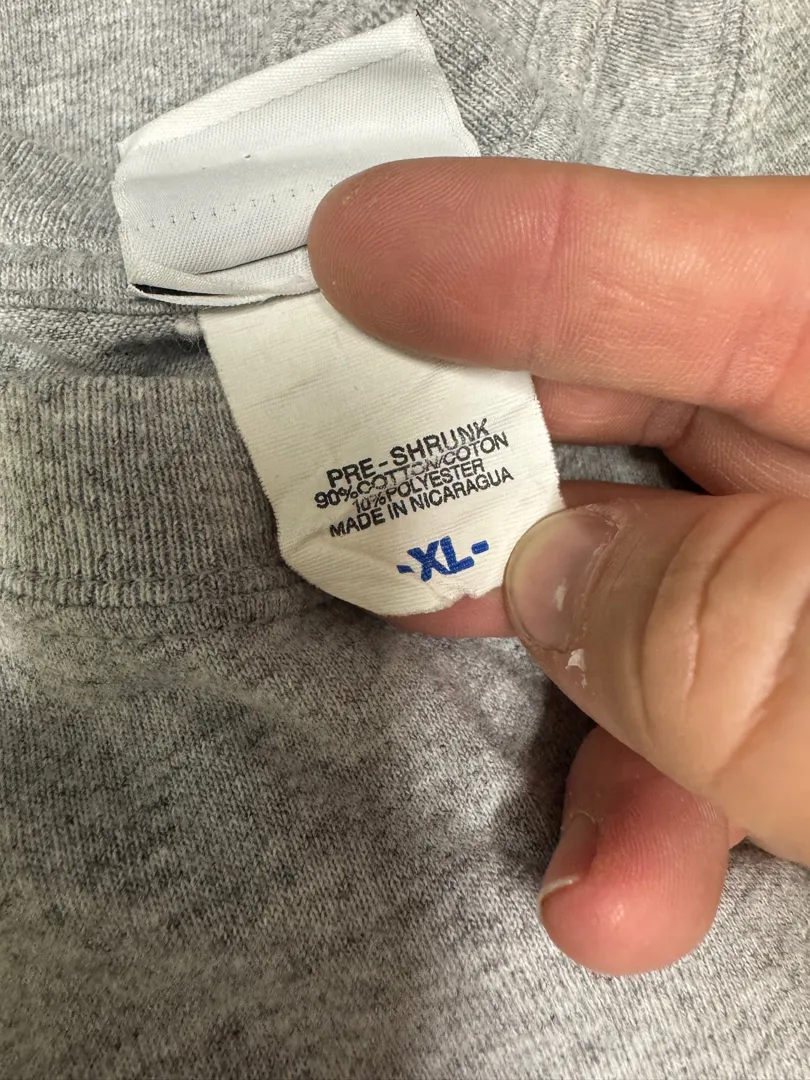 PRE-SHRUNK
90%COTTON/COTON
10%POLYESTER
MADE IN NICARAGUA
-XL-